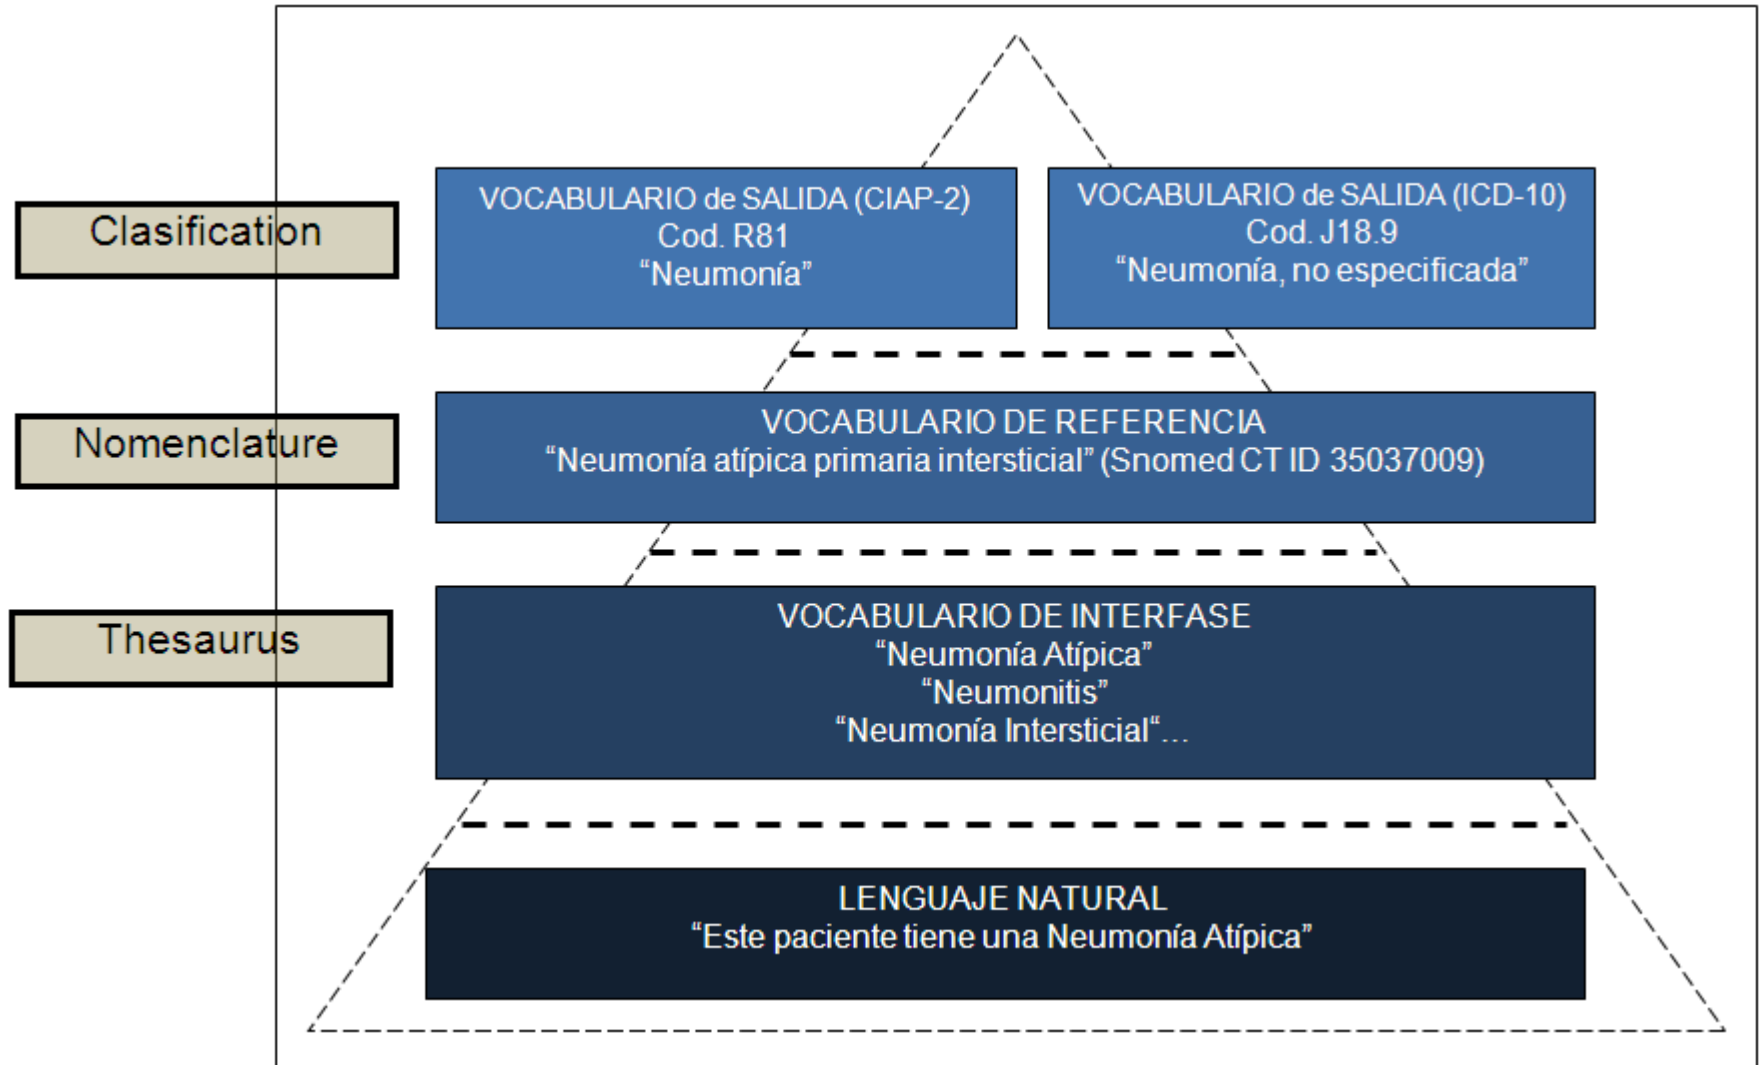 Clasification
VOCABULARIO de SALIDA (CIAP-2)
Cod. R81
“Neumonía”
VOCABULARIO de SALIDA (ICD-10)
Cod. J18.9
“Neumonía, no especificada”
Nomenclature
VOCABULARIO DE REFERENCIA
“Neumonía atípica primaria intersticial” (Snomed CT ID 35037009)
Thesaurus
VOCABULARIO DE INTERFASE
“Neumonía Atípica”
“Neumonitis”
“Neumonía Intersticial“...
LENGUAJE NATURAL
“Este paciente tiene una Neumonía Atípica”